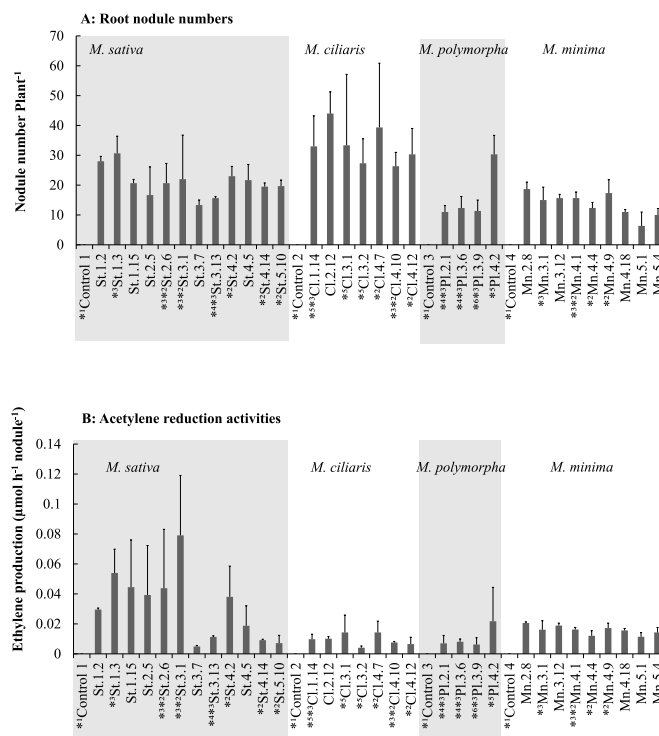 A: Root nodule numbers
Nodule number Plant⁻¹
70
60
50
40
30
20
10
0
M. sativa
M. ciliaris
M. polymorpha
M. minima
*¹Control 1
St.1.2
*³St.1.3
St.1.15
St.2.5
*³*²St.2.6
*³*²St.3.1
St.3.7
*⁴*³St.3.13
*²St.4.2
St.4.5
*²St.4.14
*²St.5.10
*¹Control 2
*⁵*³Cl.1.14
Cl.2.12
*⁵Cl.3.1
*⁵Cl.3.2
*²Cl.4.7
*³*²Cl.4.10
*²Cl.4.12
*¹Control 3
*⁴*³Pl.2.1
*⁴*³Pl.3.6
*⁶*³Pl.3.9
*⁵Pl.4.2
*¹Control 4
Mn.2.8
*³Mn.3.1
Mn.3.12
*³*²Mn.4.1
*²Mn.4.4
*²Mn.4.9
Mn.4.18
Mn.5.1
Mn.5.4
B: Acetylene reduction activities
Ethylene production (μmol h⁻¹ nodule⁻¹)
0.14
0.12
0.1
0.08
0.06
0.04
0.02
0
M. sativa
M. ciliaris
M. polymorpha
M. minima
*¹Control 1
St.1.2
*³St.1.3
St.1.15
St.2.5
*³*²St.2.6
*³*²St.3.1
St.3.7
*⁴*³St.3.13
*²St.4.2
St.4.5
*²St.4.14
*²St.5.10
*¹Control 2
*⁵*³Cl.1.14
Cl.2.12
*⁵Cl.3.1
*⁵Cl.3.2
*²Cl.4.7
*³*²Cl.4.10
*²Cl.4.12
*¹Control 3
*⁴*³Pl.2.1
*⁴*³Pl.3.6
*⁶*³Pl.3.9
*⁵Pl.4.2
*¹Control 4
Mn.2.8
*³Mn.3.1
Mn.3.12
*³*²Mn.4.1
*²Mn.4.4
*²Mn.4.9
Mn.4.18
Mn.5.1
Mn.5.4